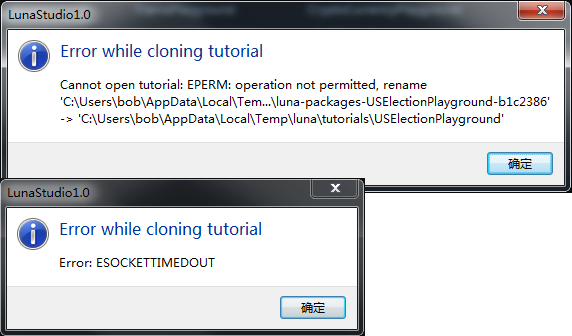 LunaStudio1.0
Error while cloning tutorial
Cannot open tutorial: EPERM: operation not permitted, rename
'C:\Users\bob\AppData\Local\Tem...\luna-packages-USElectionPlayground-b1c2386'
-> 'C:\Users\bob\AppData\Local\Temp\luna\tutorials\USElectionPlayground'
确定
LunaStudio1.0
Error while cloning tutorial
Error: ESOCKETTIMEDOUT
确定